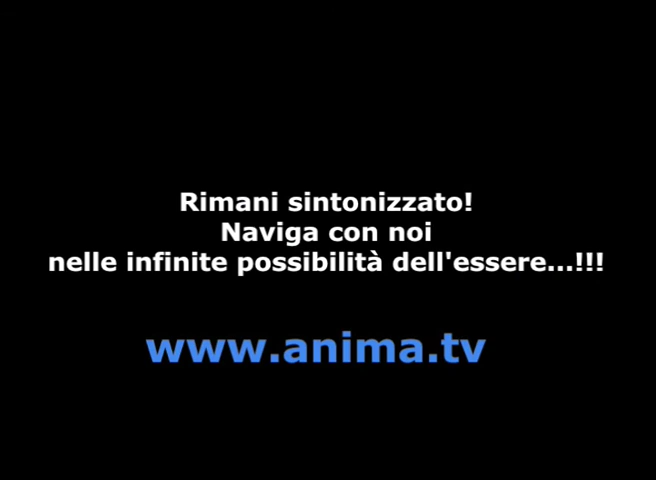 Rimani sintonizzato!
Naviga con noi
nelle infinite possibilità dell'essere...!!!
www.anima.tv